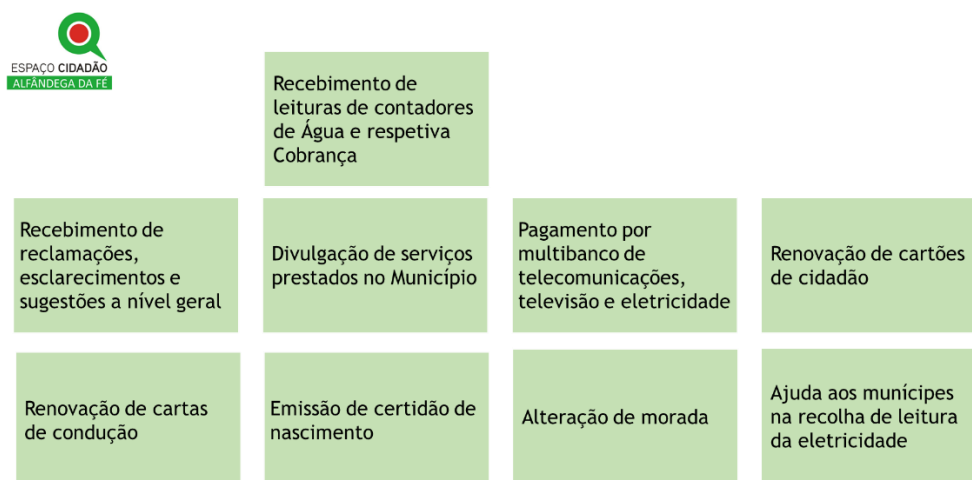 ESPAÇO CIDADÃO
ALFÂNDEGA DA FÉ
Recebimento de
leituras de contadores
de Água e respetiva
Cobrança
Recebimento de
reclamações,
esclarecimentos e
sugestões a nível geral
Divulgação de serviços
prestados no Município
Pagamento por
multibanco de
telecomunicações,
televisão e eletricidade
Renovação de cartões
de cidadão
Renovação de cartas
de condução
Emissão de certidão de
nascimento
Alteração de morada
Ajuda aos munícipes
na recolha de leitura
da eletricidade